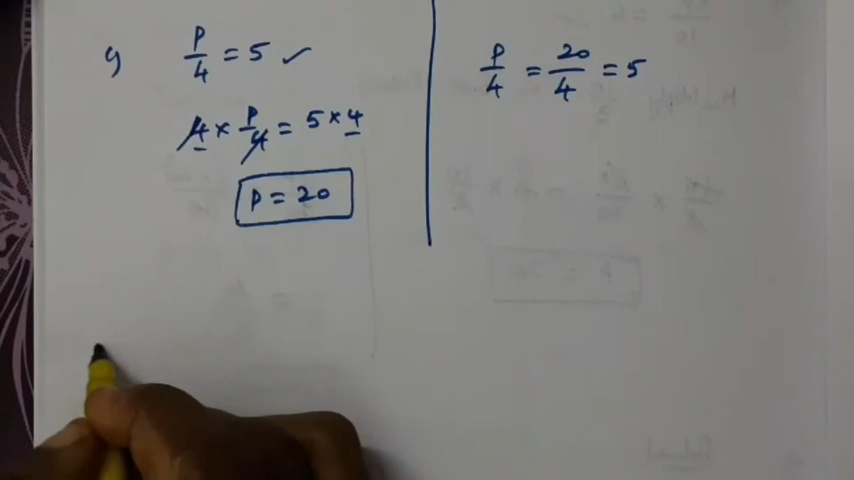 9) P/4 = 5 ✓
4 × P/4 = 5 × 4
P = 20
P/4 = 20/4 = 5